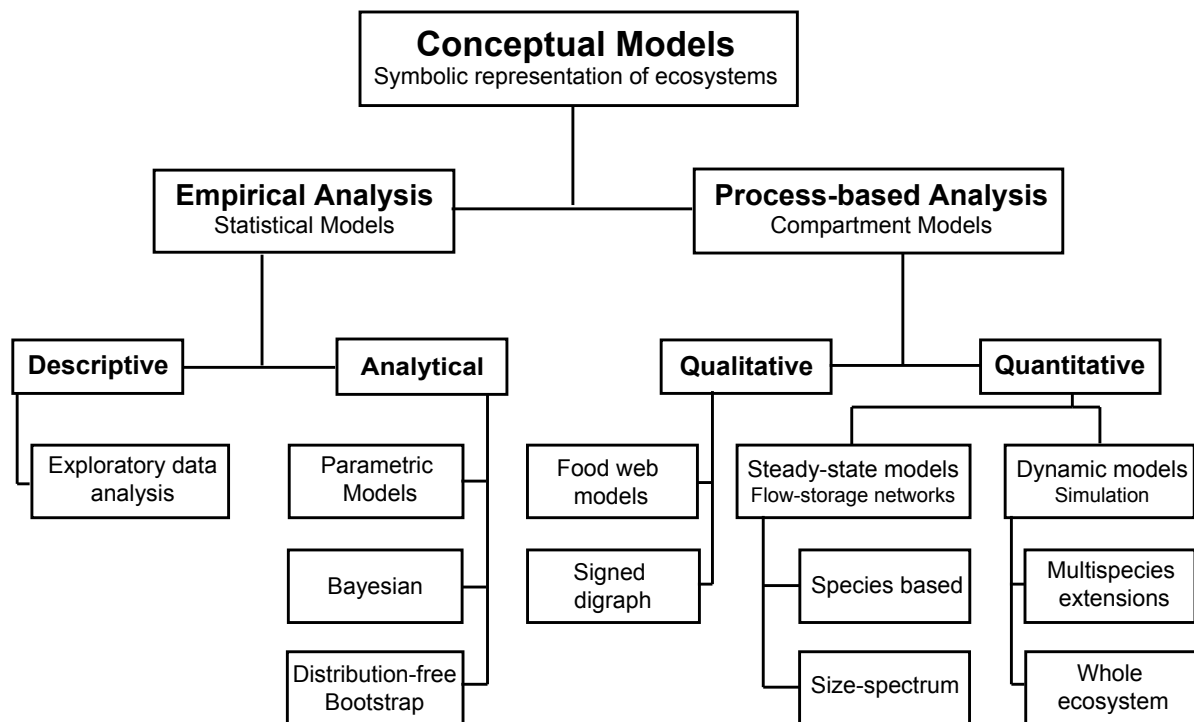 Conceptual Models
Symbolic representation of ecosystems
Empirical Analysis
Statistical Models
Process-based Analysis
Compartment Models
Descriptive
Analytical
Qualitative
Quantitative
Exploratory data
analysis
Parametric
Models
Food web
models
Steady-state models
Flow-storage networks
Dynamic models
Simulation
Bayesian
Signed
digraph
Species based
Multispecies
extensions
Distribution-free
Bootstrap
Size-spectrum
Whole
ecosystem